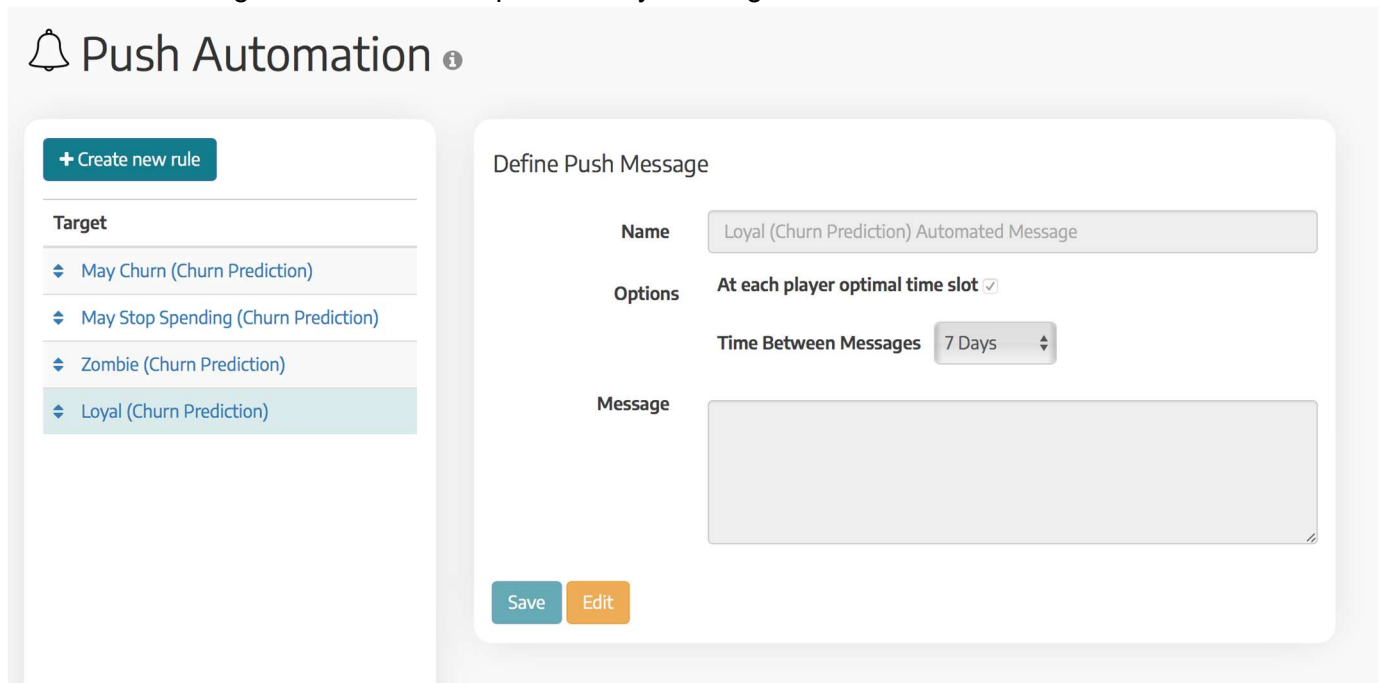 Push Automation
+ Create new rule
Target
May Churn (Churn Prediction)
May Stop Spending (Churn Prediction)
Zombie (Churn Prediction)
Loyal (Churn Prediction)
Define Push Message
Name Loyal (Churn Prediction) Automated Message
Options At each player optimal time slot
Time Between Messages 7 Days
Message
Save Edit